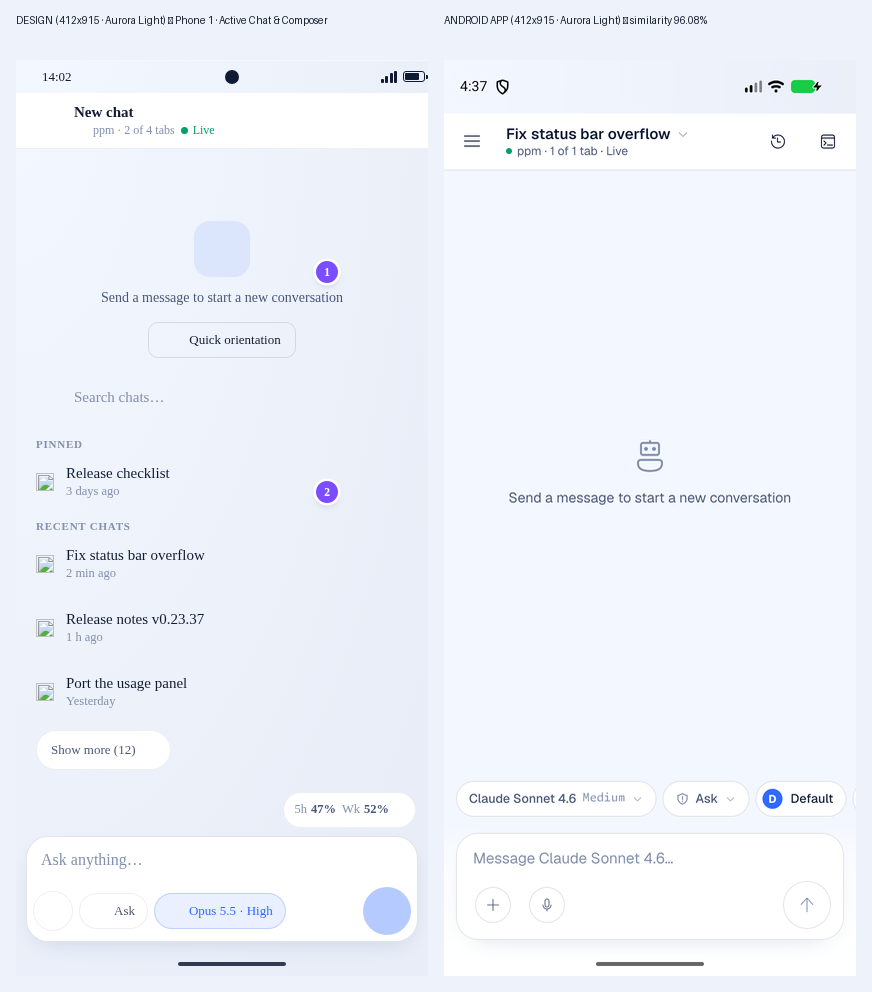 DESIGN (412x915 · Aurora Light) Phone 1 · Active Chat & Composer
14:02
New chat
ppm · 2 of 4 tabs Live
1
Send a message to start a new conversation
Quick orientation
Search chats…
PINNED
Release checklist
3 days ago
2
RECENT CHATS
Fix status bar overflow
2 min ago
Release notes v0.23.37
1 h ago
Port the usage panel
Yesterday
Show more (12)
5h 47% Wk 52%
Ask anything…
Ask
Opus 5.5 · High
ANDROID APP (412x915 · Aurora Light) similarity 96.08%
4:37
Fix status bar overflow
ppm · 1 of 1 tab · Live
Send a message to start a new conversation
Claude Sonnet 4.6 Medium
Ask
D Default
Message Claude Sonnet 4.6…